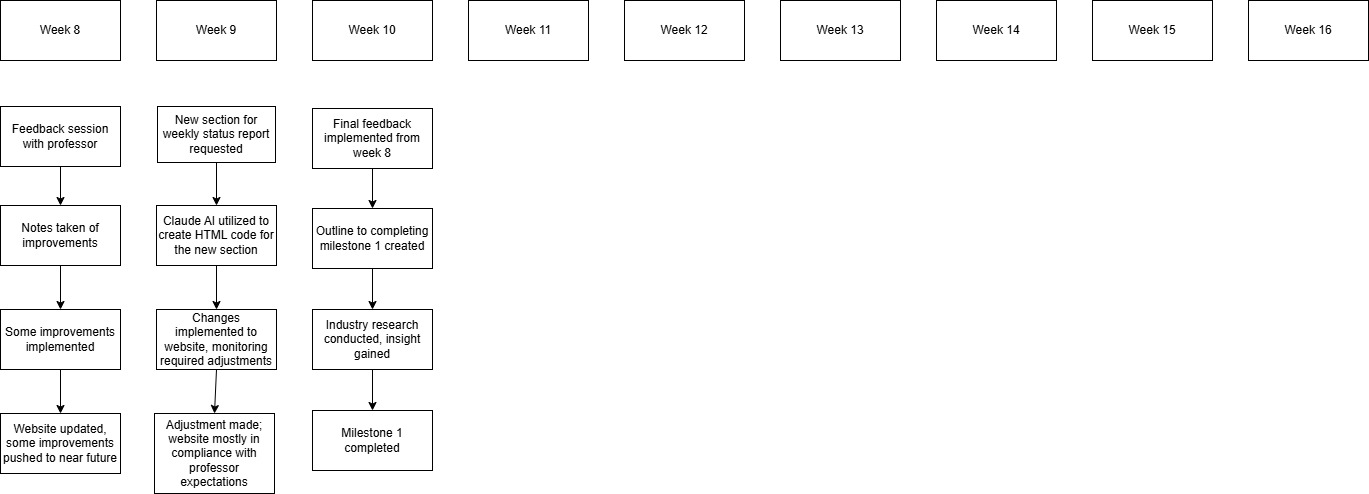 Week 8
Week 9
Week 10
Week 11
Week 12
Week 13
Week 14
Week 15
Week 16
Feedback session
with professor
Notes taken of
improvements
Some improvements
implemented
Website updated,
some improvements
pushed to near future
New section for
weekly status report
requested
Claude AI utilized to
create HTML code for
the new section
Changes
implemented to
website, monitoring
required adjustments
Adjustment made;
website mostly in
compliance with
professor
expectations
Final feedback
implemented from
week 8
Outline to completing
milestone 1 created
Industry research
conducted, insight
gained
Milestone 1
completed